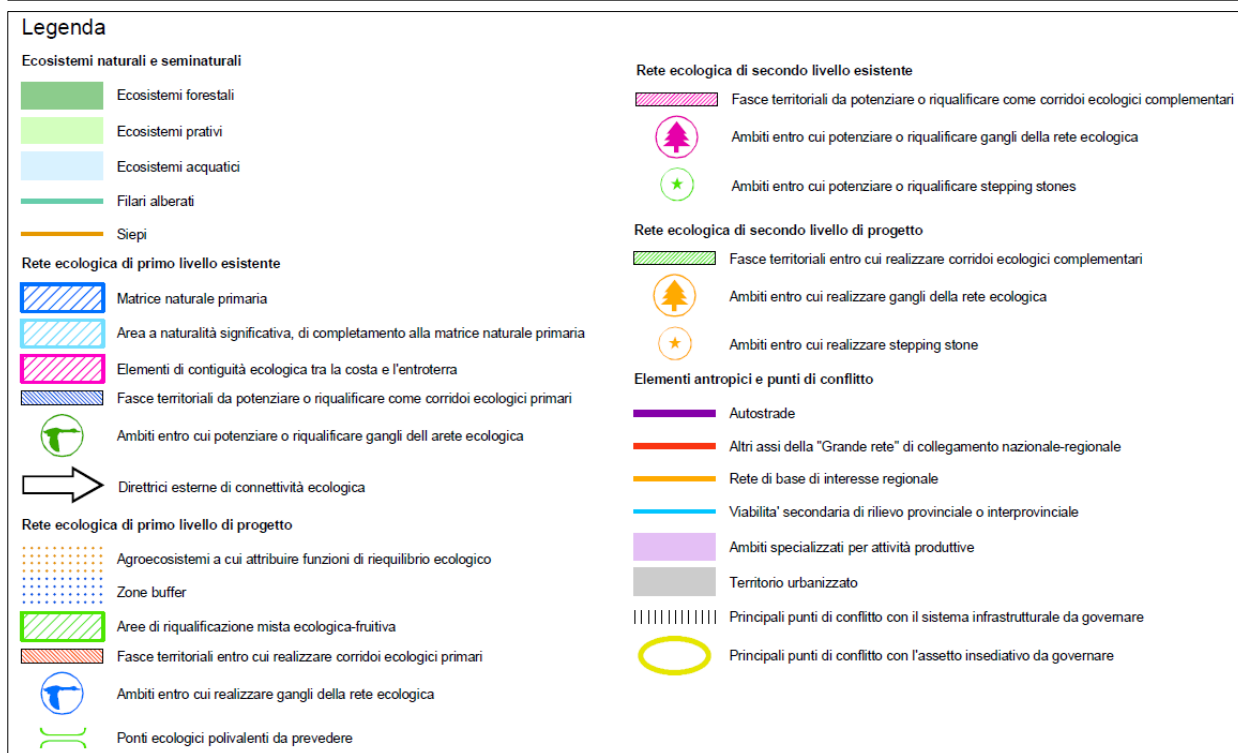 Legenda
Ecosistemi naturali e seminaturali
Ecosistemi forestali
Ecosistemi prativi
Ecosistemi acquatici
Filari alberati
Siepi
Rete ecologica di primo livello esistente
Matrice naturale primaria
Area a naturalità significativa, di completamento alla matrice naturale primaria
Elementi di contiguità ecologica tra la costa e l'entroterra
Fasce territoriali da potenziare o riqualificare come corridoi ecologici primari
Ambiti entro cui potenziare o riqualificare gangli dell arete ecologica
Direttrici esterne di connettività ecologica
Rete ecologica di primo livello di progetto
Agroecosistemi a cui attribuire funzioni di riequilibrio ecologico
Zone buffer
Aree di riqualificazione mista ecologica-fruitiva
Fasce territoriali entro cui realizzare corridoi ecologici primari
Ambiti entro cui realizzare gangli della rete ecologica
Ponti ecologici polivalenti da prevedere
Rete ecologica di secondo livello esistente
Fasce territoriali da potenziare o riqualificare come corridoi ecologici complementari
Ambiti entro cui potenziare o riqualificare gangli della rete ecologica
Ambiti entro cui potenziare o riqualificare stepping stones
Rete ecologica di secondo livello di progetto
Fasce territoriali entro cui realizzare corridoi ecologici complementari
Ambiti entro cui realizzare gangli della rete ecologica
Ambiti entro cui realizzare stepping stone
Elementi antropici e punti di conflitto
Autostrade
Altri assi della "Grande rete" di collegamento nazionale-regionale
Rete di base di interesse regionale
Viabilita' secondaria di rilievo provinciale o interprovinciale
Ambiti specializzati per attività produttive
Territorio urbanizzato
Principali punti di conflitto con il sistema infrastrutturale da governare
Principali punti di conflitto con l'assetto insediativo da governare